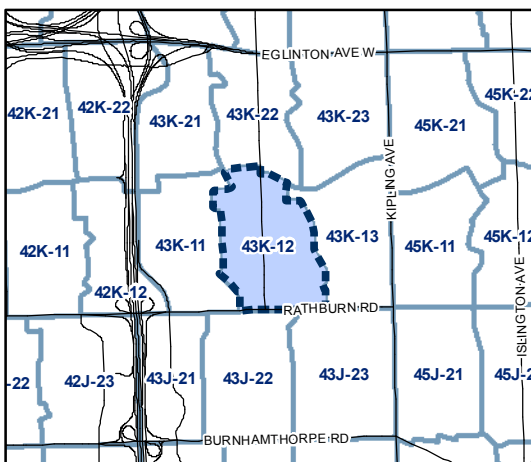 EGLINTON AVE W
42K-21
42K-22
43K-21
43K-22
43K-23
45K-21
45K-22
KIPLING AVE
42K-11
42K-12
43K-11
43K-12
43K-13
45K-11
45K-12
ISLINGTON AVE
RATHBURN RD
-22
42J-23
43J-21
43J-22
43J-23
45J-21
45J-2
BURNHAMTHORPE RD